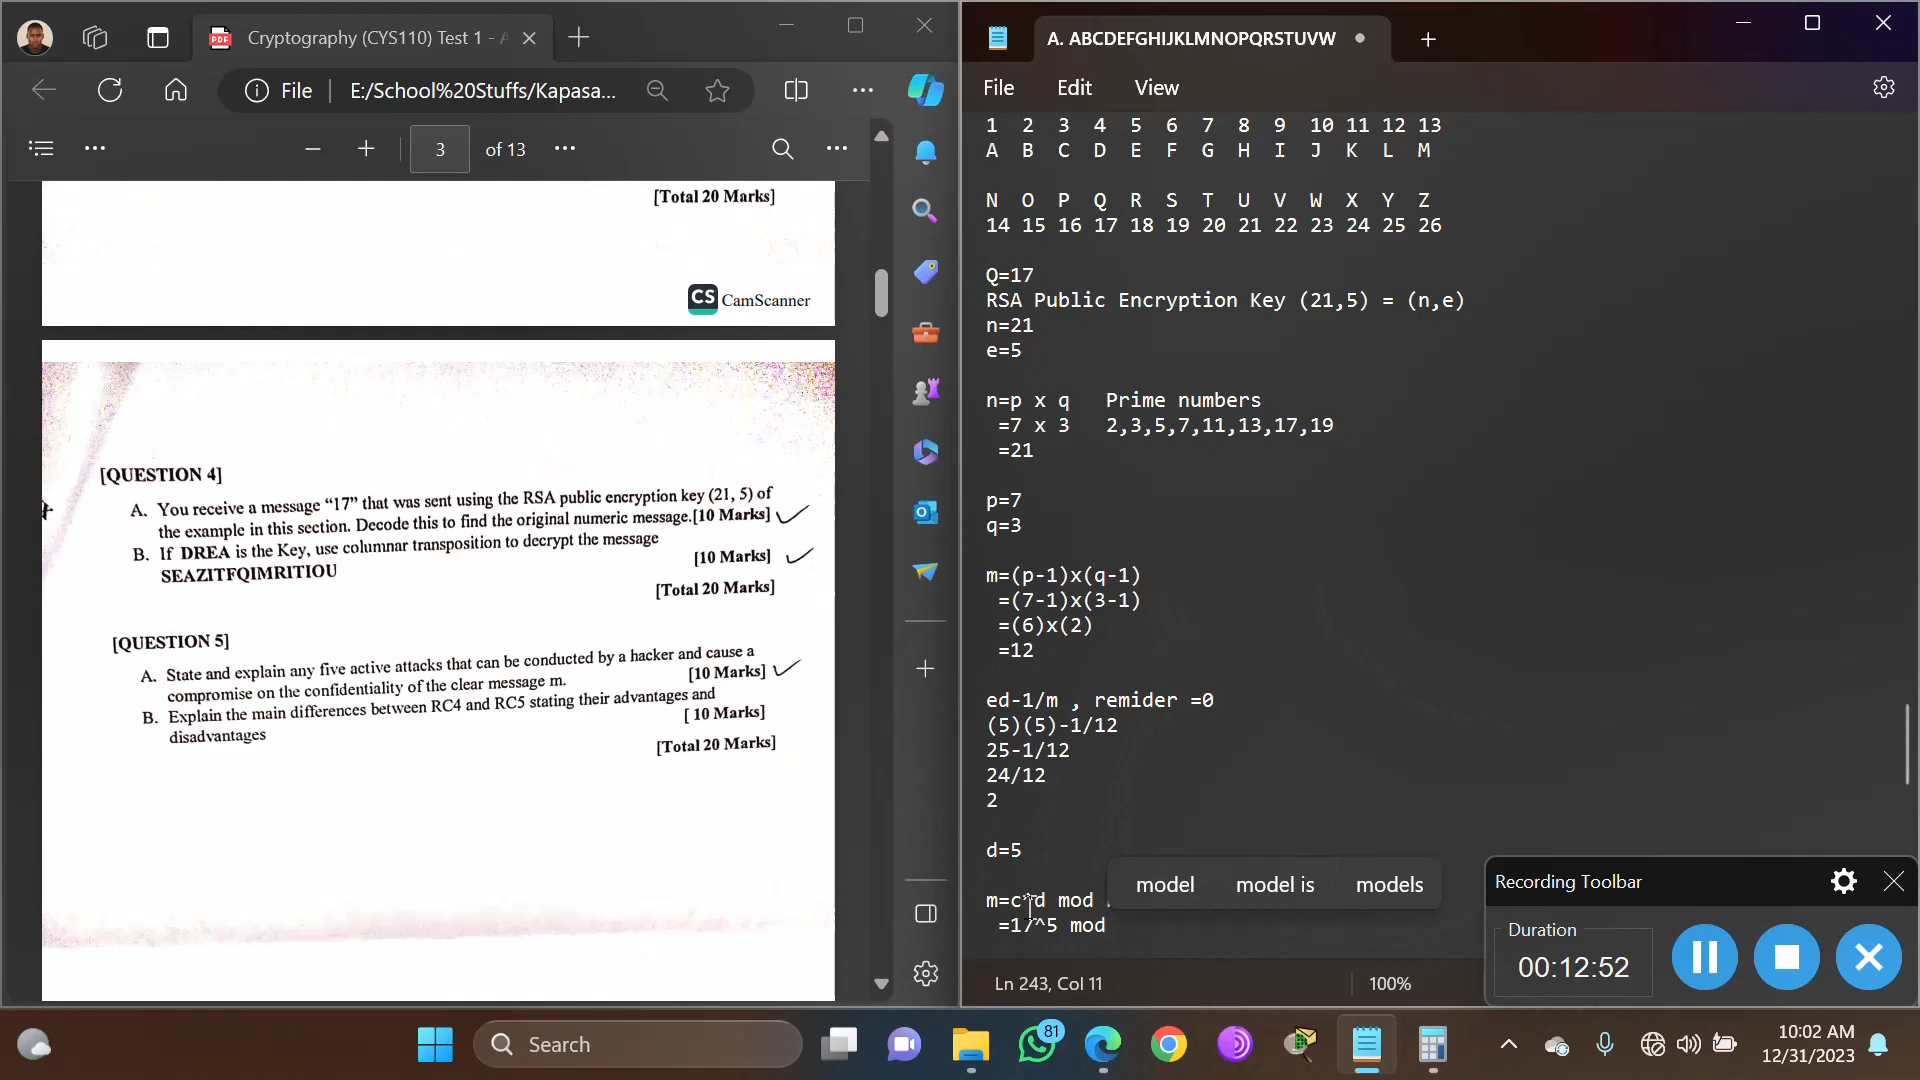 Cryptography (CYS110) Test 1 - A
File
E:/School%20Stuffs/Kapasa...
3 of 13
[Total 20 Marks]
CS CamScanner
[QUESTION 4]
A. You receive a message “17” that was sent using the RSA public encryption key (21, 5) of
the example in this section. Decode this to find the original numeric message.[10 Marks]
B. If DREA is the Key, use columnar transposition to decrypt the message
[10 Marks]
SEAZITFQIMRITIOU
[Total 20 Marks]
[QUESTION 5]
A. State and explain any five active attacks that can be conducted by a hacker and cause a
compromise on the confidentiality of the clear message m.
[10 Marks]
B. Explain the main differences between RC4 and RC5 stating their advantages and
disadvantages
[ 10 Marks]
[Total 20 Marks]
A. ABCDEFGHIJKLMNOPQRSTUVW
File Edit View
1 2 3 4 5 6 7 8 9 10 11 12 13
A B C D E F G H I J K L M
N O P Q R S T U V W X Y Z
14 15 16 17 18 19 20 21 22 23 24 25 26
Q=17
RSA Public Encryption Key (21,5) = (n,e)
n=21
e=5
n=p x q Prime numbers
=7 x 3 2,3,5,7,11,13,17,19
=21
p=7
q=3
m=(p-1)x(q-1)
=(7-1)x(3-1)
=(6)x(2)
=12
ed-1/m , remider =0
(5)(5)-1/12
25-1/12
24/12
2
d=5
model model is models
m=c^d mod
=17^5 mod
Ln 243, Col 11
100%
Recording Toolbar
Duration
00:12:52
Search
81
10:02 AM
12/31/2023